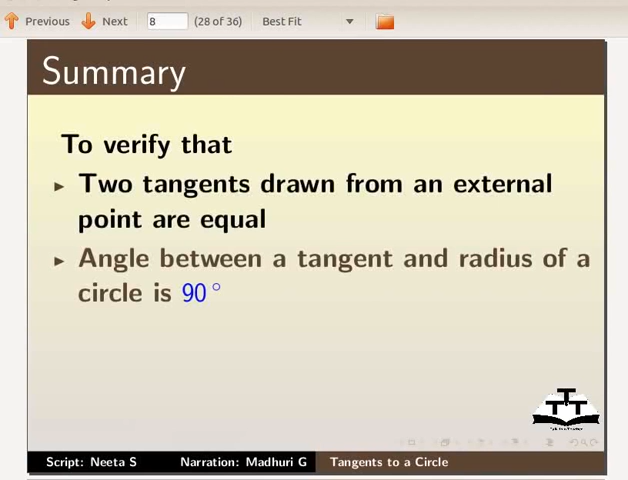 Previous Next 8 (28 of 36) Best Fit
Summary
To verify that
Two tangents drawn from an external
point are equal
Angle between a tangent and radius of a
circle is 90°
TTT
Script: Neeta S Narration: Madhuri G Tangents to a Circle